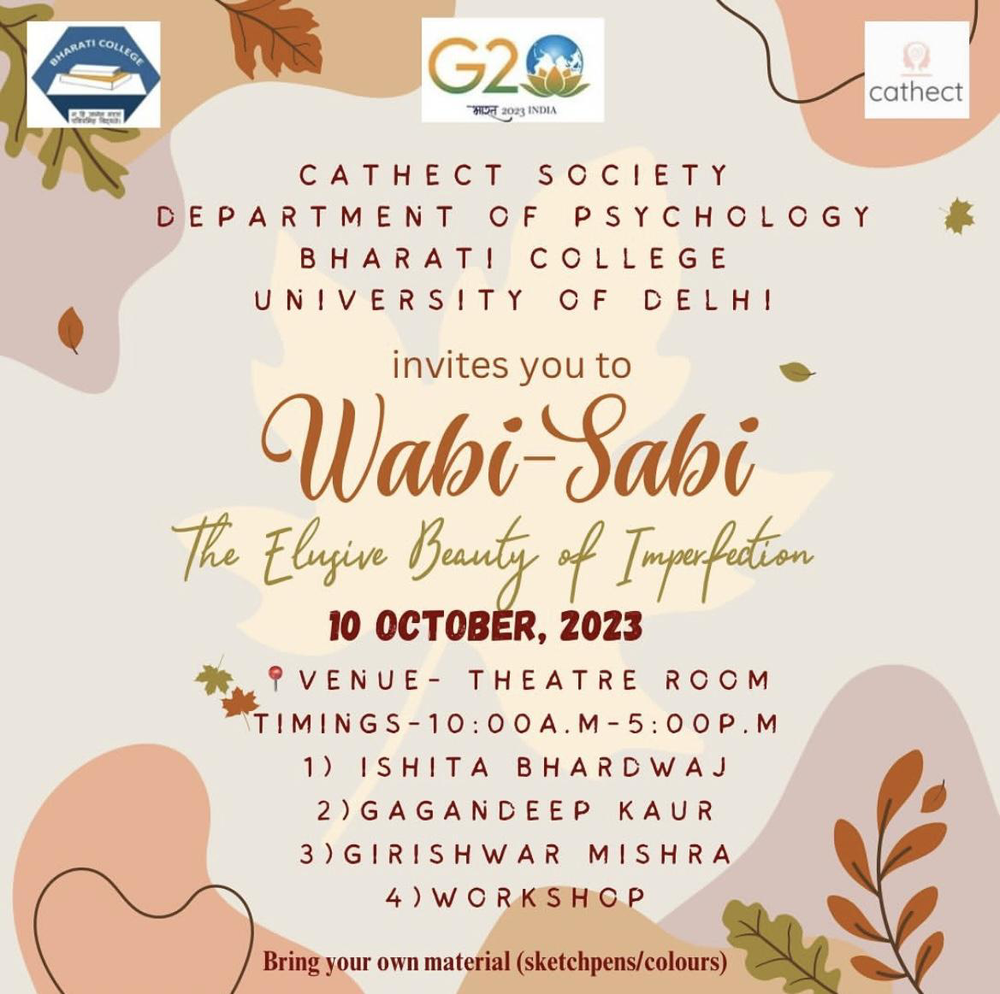 BHARATI COLLEGE
G20
भारत 2023 INDIA
cathect
CATHECT SOCIETY
DEPARTMENT OF PSYCHOLOGY
BHARATI COLLEGE
UNIVERSITY OF DELHI
invites you to
Wabi-Sabi
The Elusive Beauty of Imperfection
10 OCTOBER, 2023
VENUE- THEATRE ROOM
TIMINGS-10:00A.M-5:00P.M
1) ISHITA BHARDWAJ
2)GAGANDEEP KAUR
3)GIRISHWAR MISHRA
4)WORKSHOP
Bring your own material (sketchpens/colours)